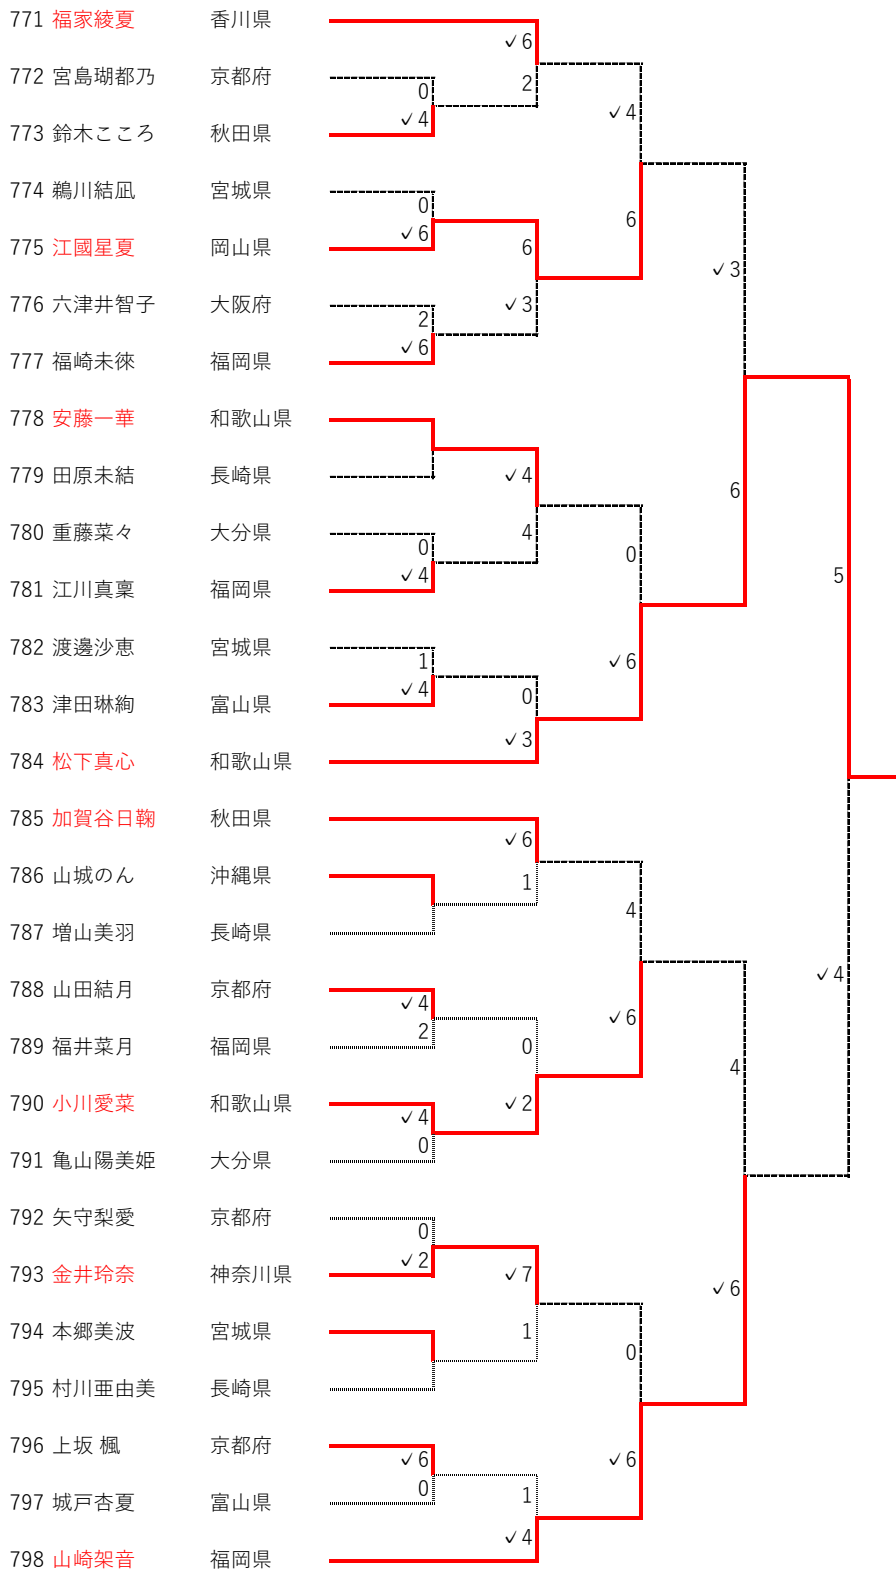 771 福家綾夏 香川県
✓6
772 宮島瑚都乃 京都府
2
0
✓4
✓4
773 鈴木こころ 秋田県
774 鵜川結凪 宮城県
0
6
✓6
775 江國星夏 岡山県
6
✓3
776 六津井智子 大阪府
✓3
2
✓6
777 福崎未徠 福岡県
778 安藤一華 和歌山県
779 田原未結 長崎県
✓4
6
780 重藤菜々 大分県
4
0
0
✓4
5
781 江川真稟 福岡県
782 渡邊沙恵 宮城県
1
✓6
✓4
0
783 津田琳絢 富山県
✓3
784 松下真心 和歌山県
785 加賀谷日鞠 秋田県
✓6
786 山城のん 沖縄県
1
4
787 増山美羽 長崎県
✓4
788 山田結月 京都府
✓4
✓6
2
789 福井菜月 福岡県
0
4
790 小川愛菜 和歌山県
✓2
✓4
0
791 亀山陽美姫 大分県
792 矢守梨愛 京都府
0
✓2
793 金井玲奈 神奈川県
✓7
✓6
794 本郷美波 宮城県
1
0
795 村川亜由美 長崎県
796 上坂 楓 京都府
✓6
✓6
0
1
797 城戸杏夏 富山県
✓4
798 山崎架音 福岡県